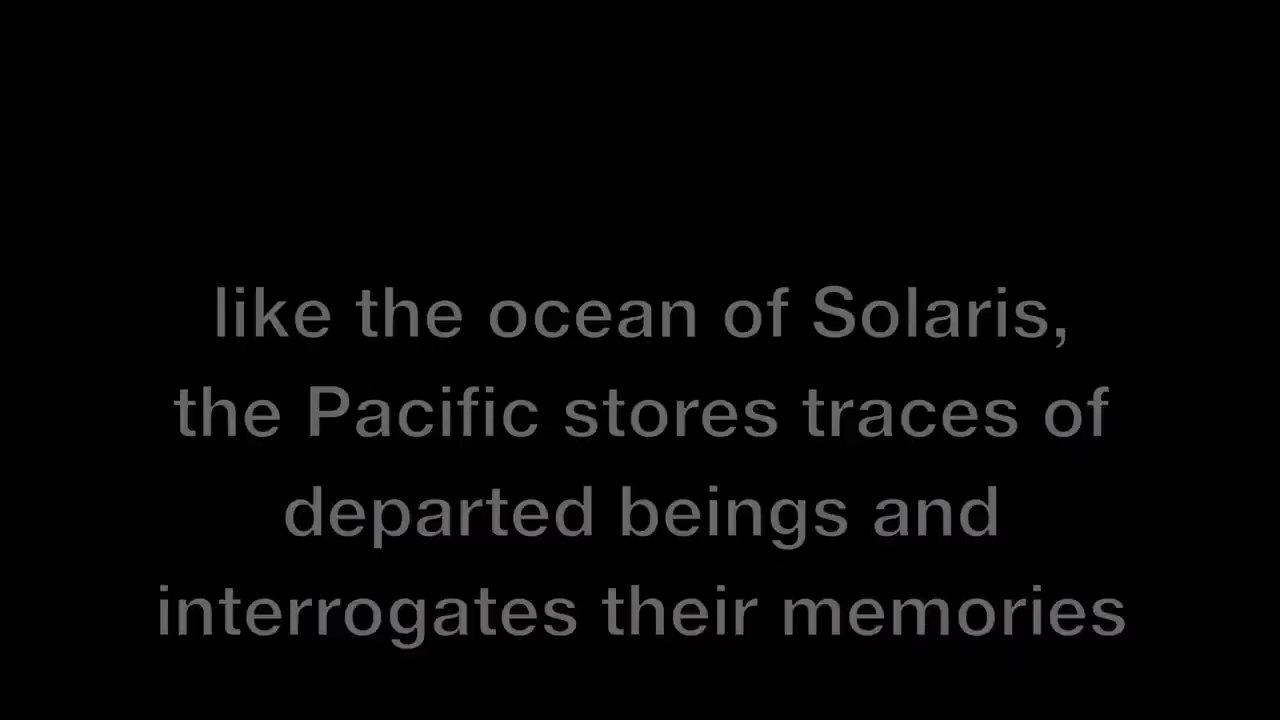 like the ocean of Solaris,
the Pacific stores traces of
departed beings and
interrogates their memories